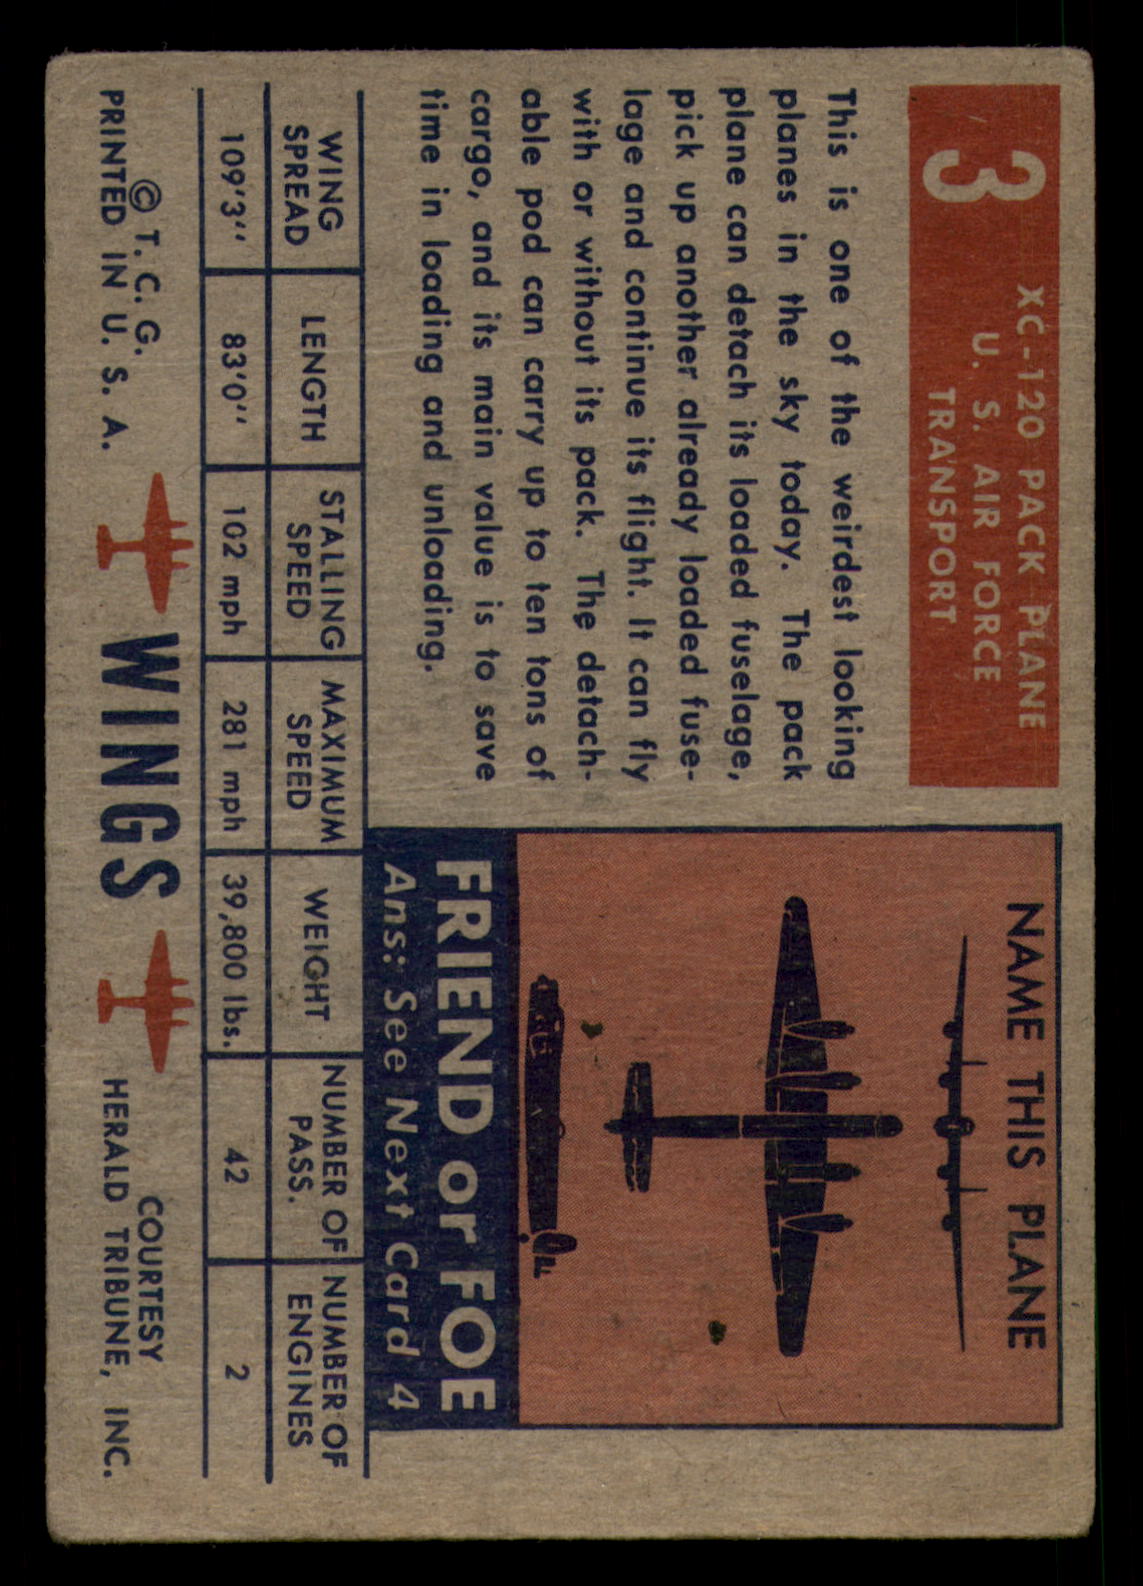 3
XC-120 PACK PLANE
U. S. AIR FORCE
TRANSPORT
This is one of the weirdest looking
planes in the sky today. The pack
plane can detach its loaded fuselage,
pick up another already loaded fuse-
lage and continue its flight. It can fly
with or without its pack. The detach-
able pod can carry up to ten tons of
cargo, and its main value is to save
time in loading and unloading.
NAME THIS PLANE
FRIEND or FOE
Ans: See Next Card 4
WING SPREAD
LENGTH
STALLING SPEED
MAXIMUM SPEED
WEIGHT
NUMBER OF PASS.
NUMBER OF ENGINES
109'3''
83'0''
102 mph
281 mph
39,800 lbs.
42
2
© T. C. G.
PRINTED IN U. S. A.
WINGS
COURTESY
HERALD TRIBUNE, INC.